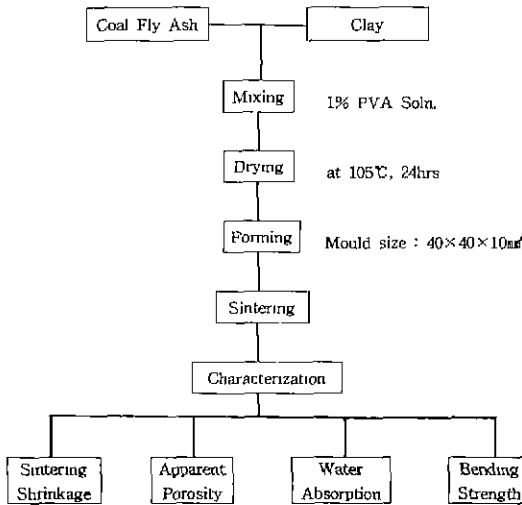 Coal Fly Ash
Clay
Mixing
1% PVA Soln.
Drying
at 105℃, 24hrs
Forming
Mould size : 40×40×10㎣
Sintering
Characterization
Sintering
Shrinkage
Apparent
Porosity
Water
Absorption
Bending
Strength